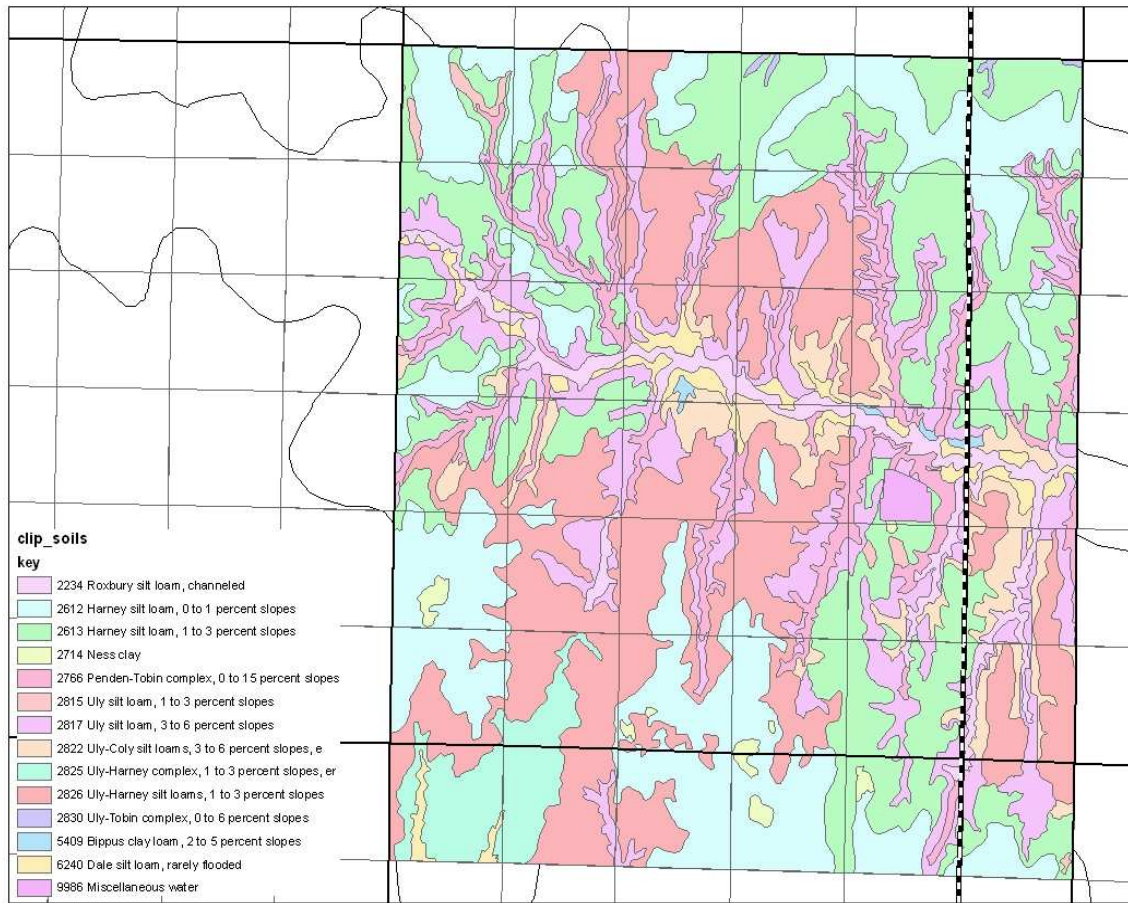 clip_soils
key
2234 Roxbury silt loam, channeled
2612 Harney silt loam, 0 to 1 percent slopes
2613 Harney silt loam, 1 to 3 percent slopes
2714 Ness clay
2766 Penden-Tobin complex, 0 to 15 percent slopes
2815 Uly silt loam, 1 to 3 percent slopes
2817 Uly silt loam, 3 to 6 percent slopes
2822 Uly-Coly silt loams, 3 to 6 percent slopes, e
2825 Uly-Harney complex, 1 to 3 percent slopes, er
2826 Uly-Harney silt loams, 1 to 3 percent slopes
2830 Uly-Tobin complex, 0 to 6 percent slopes
5409 Bippus clay loam, 2 to 5 percent slopes
6240 Dale silt loam, rarely flooded
9986 Miscellaneous water